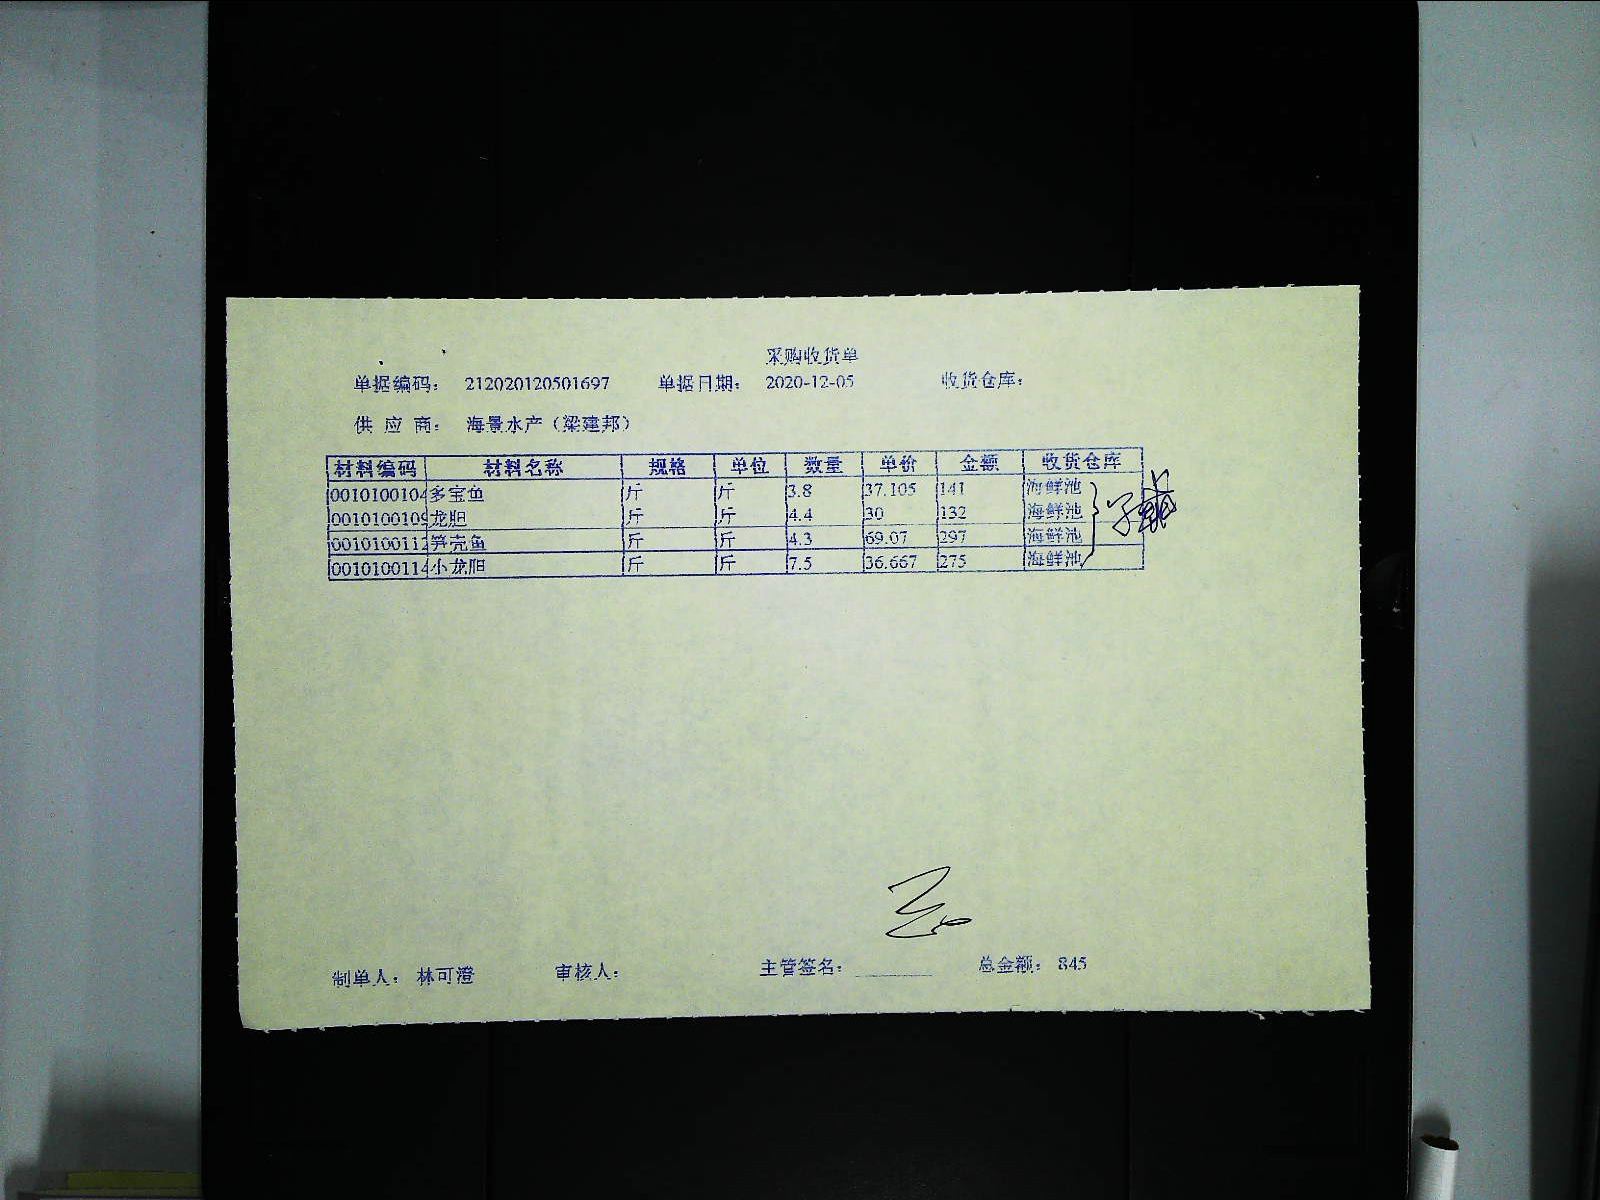 采购收货单
单据编码: 212020120501697 单据日期: 2020-12-05 收货仓库:
供应商: 海景水产(梁建邦)
材料编码 材料名称 规格 单位 数量 单价 金额 收货仓库
0010100104 多宝鱼 斤 斤 3.8 37.105 141 海鲜池
0010100109 龙胆 斤 斤 4.4 30 132 海鲜池
0010100112 笋壳鱼 斤 斤 4.3 69.07 297 海鲜池
0010100114 小龙胆 斤 斤 7.5 36.667 275 海鲜池
制单人: 林可澄 审核人: 主管签名: 总金额: 845